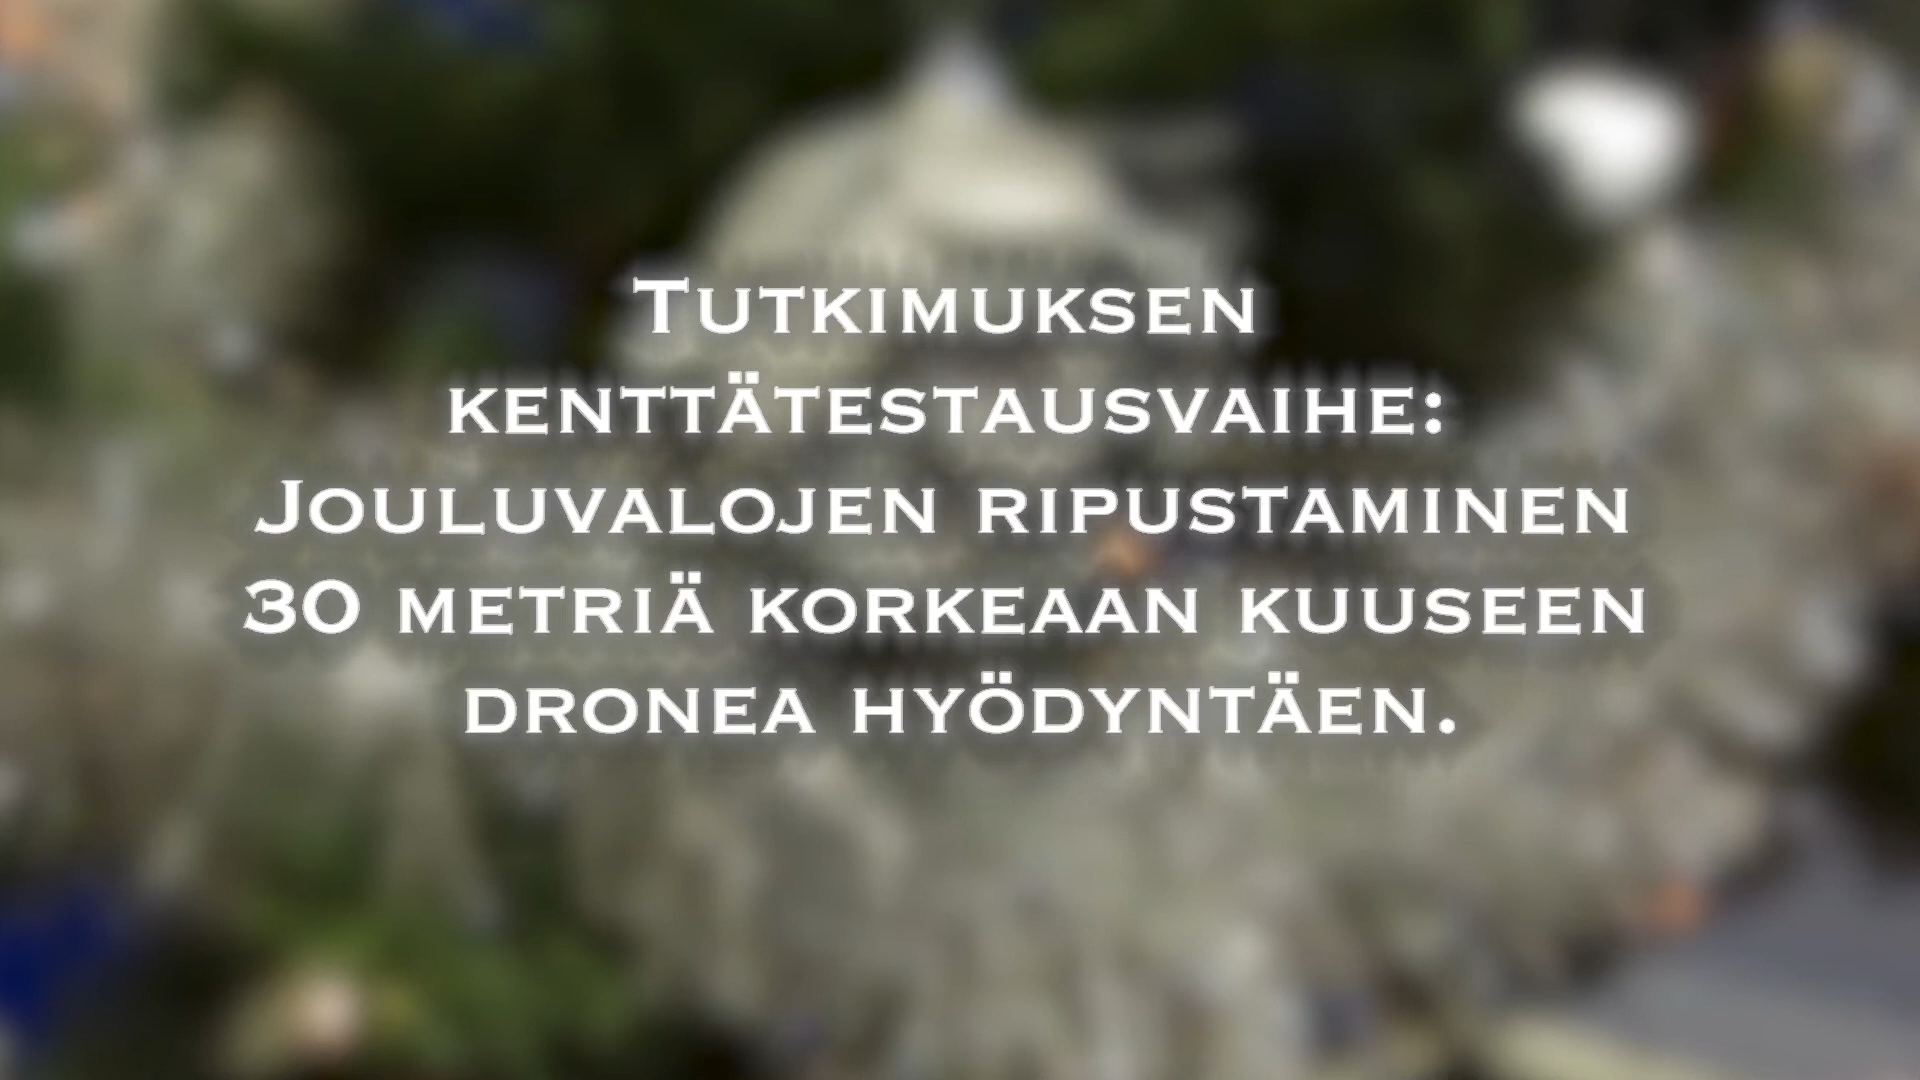 Tutkimuksen
kenttätestausvaihe:
Jouluvalojen ripustaminen
30 metriä korkeaan kuuseen
dronea hyödyntäen.